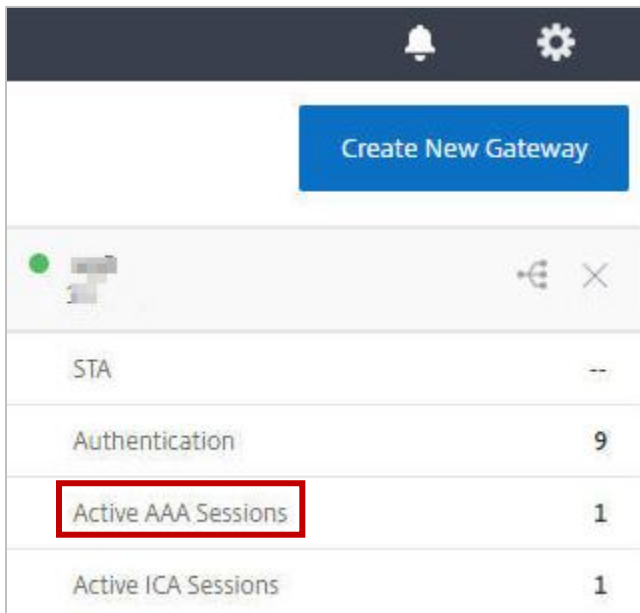 Create New Gateway
STA --
Authentication 9
Active AAA Sessions 1
Active ICA Sessions 1